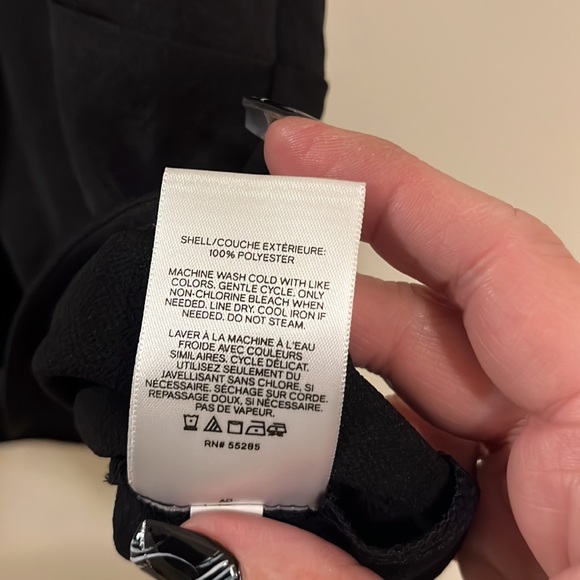 SHELL/COUCHE EXTÉRIEURE:
100% POLYESTER
MACHINE WASH COLD WITH LIKE
COLORS. GENTLE CYCLE. ONLY
NON-CHLORINE BLEACH WHEN
NEEDED. LINE DRY. COOL IRON IF
NEEDED. DO NOT STEAM.
LAVER À LA MACHINE À L'EAU
FROIDE AVEC COULEURS
SIMILAIRES. CYCLE DÉLICAT.
UTILISEZ SEULEMENT DU
JAVELLISANT SANS CHLORE, SI
NÉCESSAIRE. SÉCHAGE SUR CORDE.
REPASSAGE DOUX, SI NÉCESSAIRE.
PAS DE VAPEUR.
RN# 55285